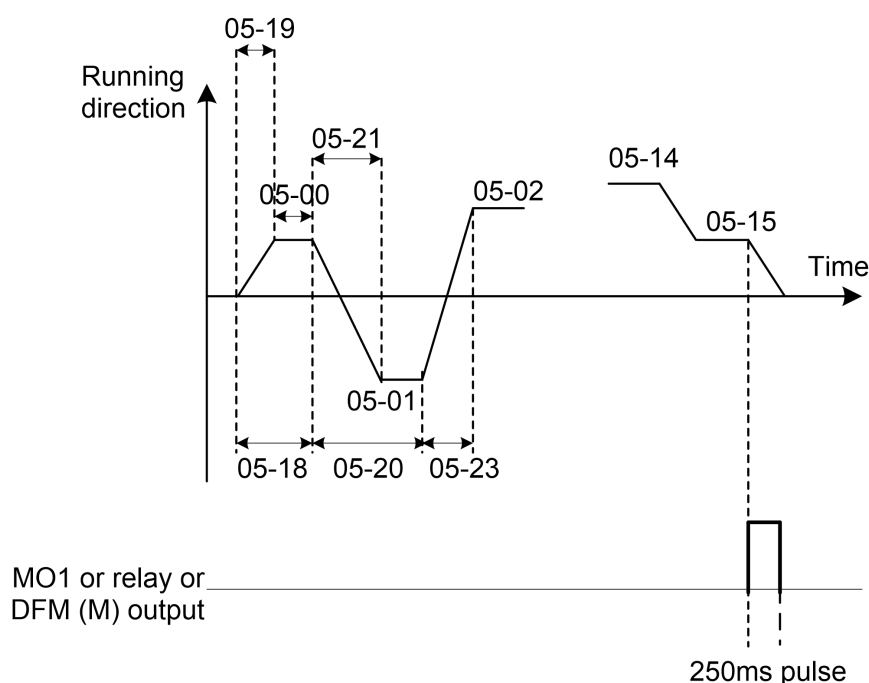 05-19
Running
direction
05-21
05-14
05-00
05-02
05-15
Time
05-01
05-18
05-20
05-23
MO1 or relay or
DFM (M) output
250ms pulse